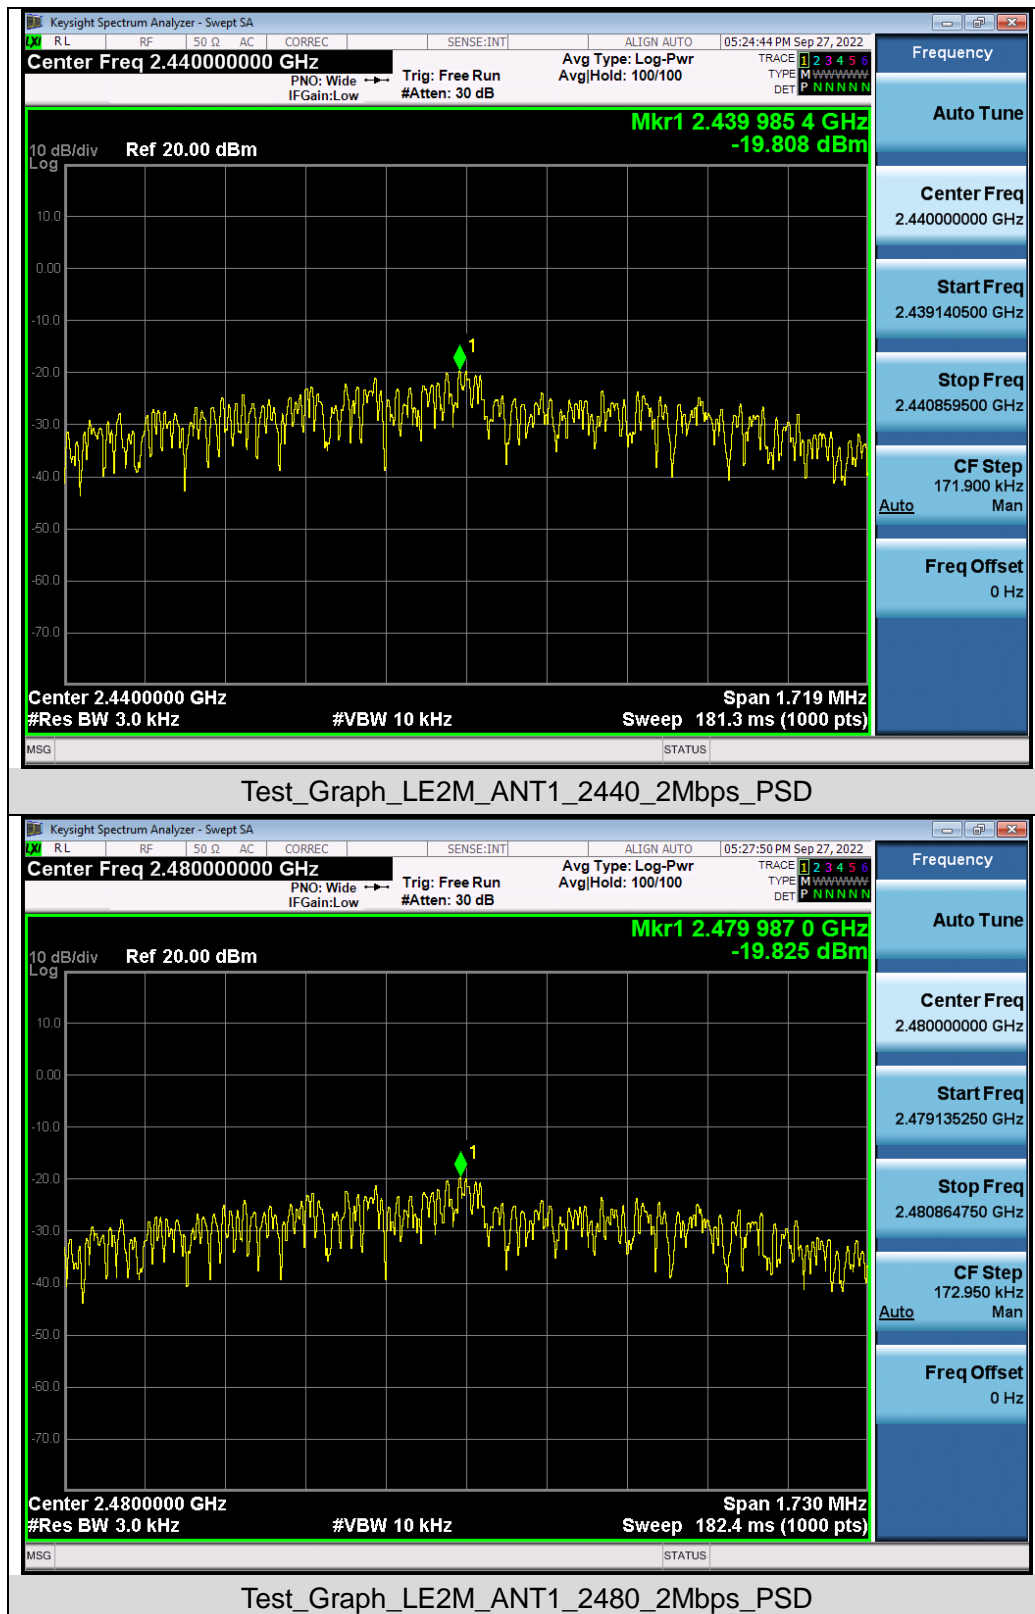 Keysight Spectrum Analyzer - Swept SA
LXI RL RF 50 Ω AC CORREC SENSE:INT ALIGN AUTO 05:24:44 PM Sep 27, 2022
Center Freq 2.440000000 GHz
PNO: Wide
IFGain:Low
Trig: Free Run
#Atten: 30 dB
Avg Type: Log-Pwr
Avg|Hold: 100/100
TRACE 1 2 3 4 5 6
TYPE M WWWWW
DET P N N N N N
Mkr1 2.439 985 4 GHz
-19.808 dBm
10 dB/div Ref 20.00 dBm
Log
10.0
0.00
-10.0
1
-20.0
-30.0
-40.0
-50.0
-60.0
-70.0
Center 2.4400000 GHz Span 1.719 MHz
#Res BW 3.0 kHz #VBW 10 kHz Sweep 181.3 ms (1000 pts)
MSG STATUS
Frequency
Auto Tune
Center Freq
2.440000000 GHz
Start Freq
2.439140500 GHz
Stop Freq
2.440859500 GHz
CF Step
171.900 kHz
Auto Man
Freq Offset
0 Hz
Test_Graph_LE2M_ANT1_2440_2Mbps_PSD
Keysight Spectrum Analyzer - Swept SA
LXI RL RF 50 Ω AC CORREC SENSE:INT ALIGN AUTO 05:27:50 PM Sep 27, 2022
Center Freq 2.480000000 GHz
PNO: Wide
IFGain:Low
Trig: Free Run
#Atten: 30 dB
Avg Type: Log-Pwr
Avg|Hold: 100/100
TRACE 1 2 3 4 5 6
TYPE M WWWWW
DET P N N N N N
Mkr1 2.479 987 0 GHz
-19.825 dBm
10 dB/div Ref 20.00 dBm
Log
10.0
0.00
-10.0
1
-20.0
-30.0
-40.0
-50.0
-60.0
-70.0
Center 2.4800000 GHz Span 1.730 MHz
#Res BW 3.0 kHz #VBW 10 kHz Sweep 182.4 ms (1000 pts)
MSG STATUS
Frequency
Auto Tune
Center Freq
2.480000000 GHz
Start Freq
2.479135250 GHz
Stop Freq
2.480864750 GHz
CF Step
172.950 kHz
Auto Man
Freq Offset
0 Hz
Test_Graph_LE2M_ANT1_2480_2Mbps_PSD